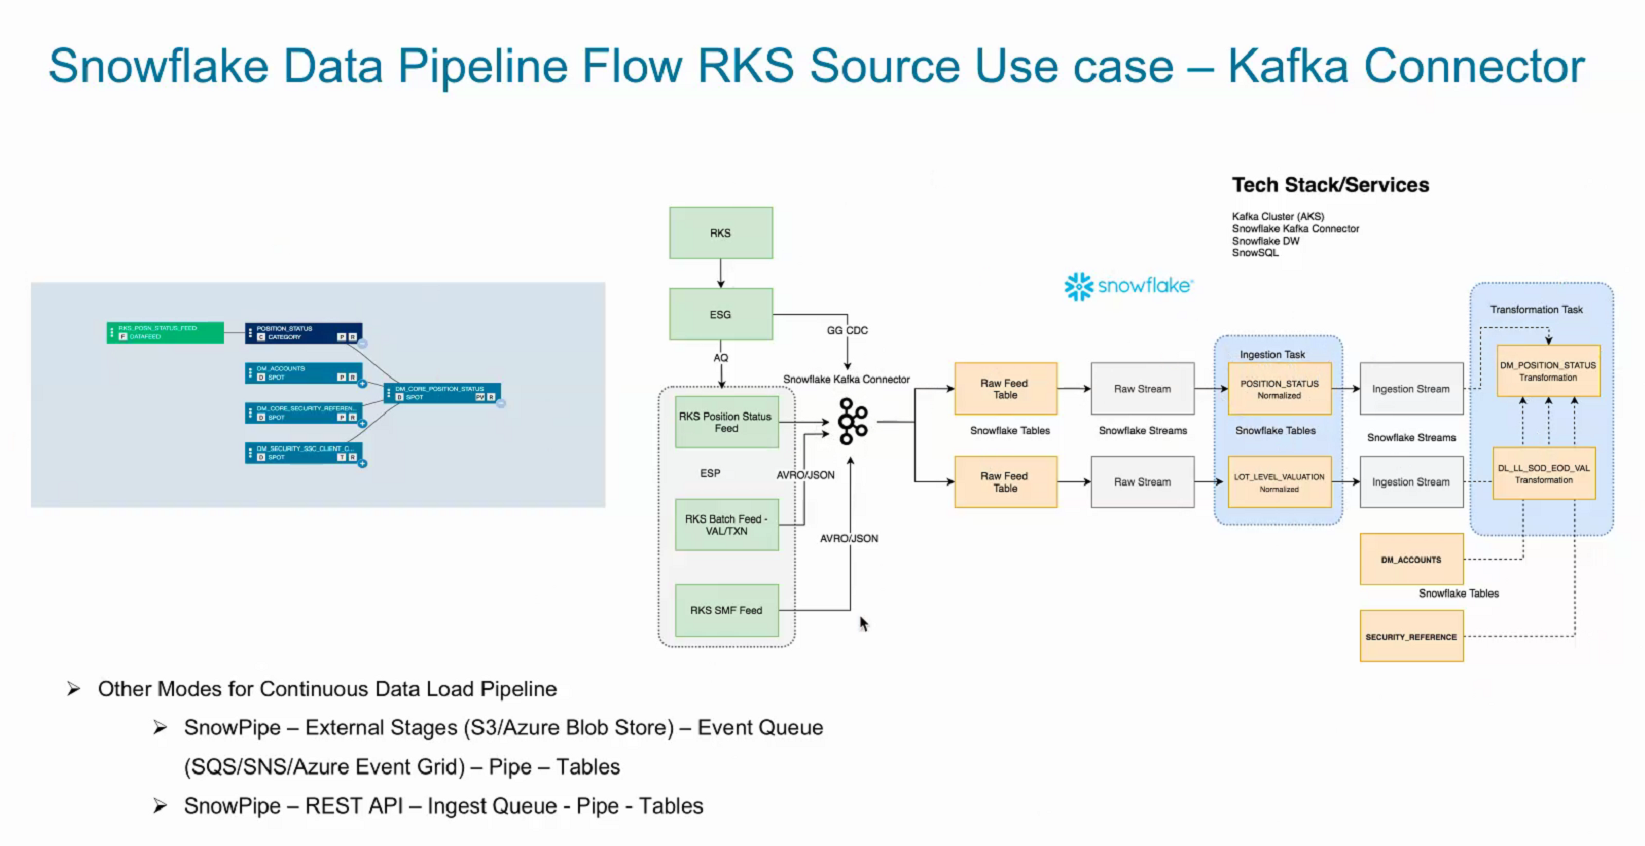 Snowflake Data Pipeline Flow RKS Source Use case – Kafka Connector
Tech Stack/Services
Kafka Cluster (AKS)
Snowflake Kafka Connector
Snowflake DW
SnowSQL
snowflake
RKS_POSN_STATUS_FEED
F DATAFEED
POSITION_STATUS
C CATEGORY P R
DM_ACCOUNTS
D SPOT P R
DM_CORE_SECURITY_REFEREN...
D SPOT P R
DM_SECURITY_SSC_CLIENT_C...
D SPOT T R
DM_CORE_POSITION_STATUS
D SPOT PV R
RKS
ESG
GG CDC
AQ
Snowflake Kafka Connector
RKS Position Status
Feed
ESP
AVRO/JSON
RKS Batch Feed -
VAL/TXN
AVRO/JSON
RKS SMF Feed
Raw Feed
Table
Snowflake Tables
Raw Feed
Table
Raw Stream
Snowflake Streams
Raw Stream
Ingestion Task
POSITION_STATUS
Normalized
Snowflake Tables
LOT_LEVEL_VALUATION
Normalized
Ingestion Stream
Snowflake Streams
Ingestion Stream
Transformation Task
DM_POSITION_STATUS
Transformation
DL_LL_SOD_EOD_VAL
Transformation
DM_ACCOUNTS
Snowflake Tables
SECURITY_REFERENCE
Other Modes for Continuous Data Load Pipeline
SnowPipe – External Stages (S3/Azure Blob Store) – Event Queue
(SQS/SNS/Azure Event Grid) – Pipe – Tables
SnowPipe – REST API – Ingest Queue - Pipe - Tables